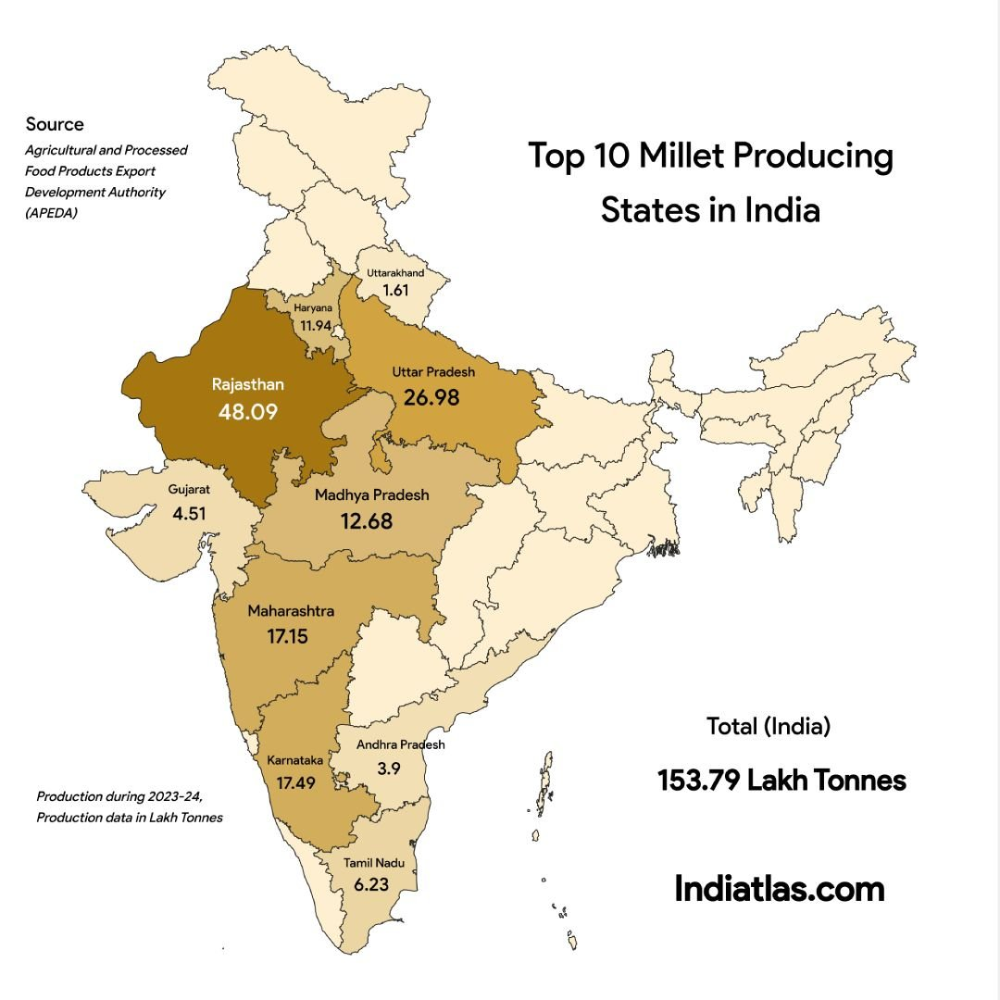 Source
Agricultural and Processed
Food Products Export
Development Authority
(APEDA)
Top 10 Millet Producing
States in India
Uttarakhand
1.61
Haryana
11.94
Rajasthan
48.09
Uttar Pradesh
26.98
Gujarat
4.51
Madhya Pradesh
12.68
Maharashtra
17.15
Karnataka
17.49
Andhra Pradesh
3.9
Tamil Nadu
6.23
Total (India)
153.79 Lakh Tonnes
Production during 2023-24,
Production data in Lakh Tonnes
Indiatlas.com